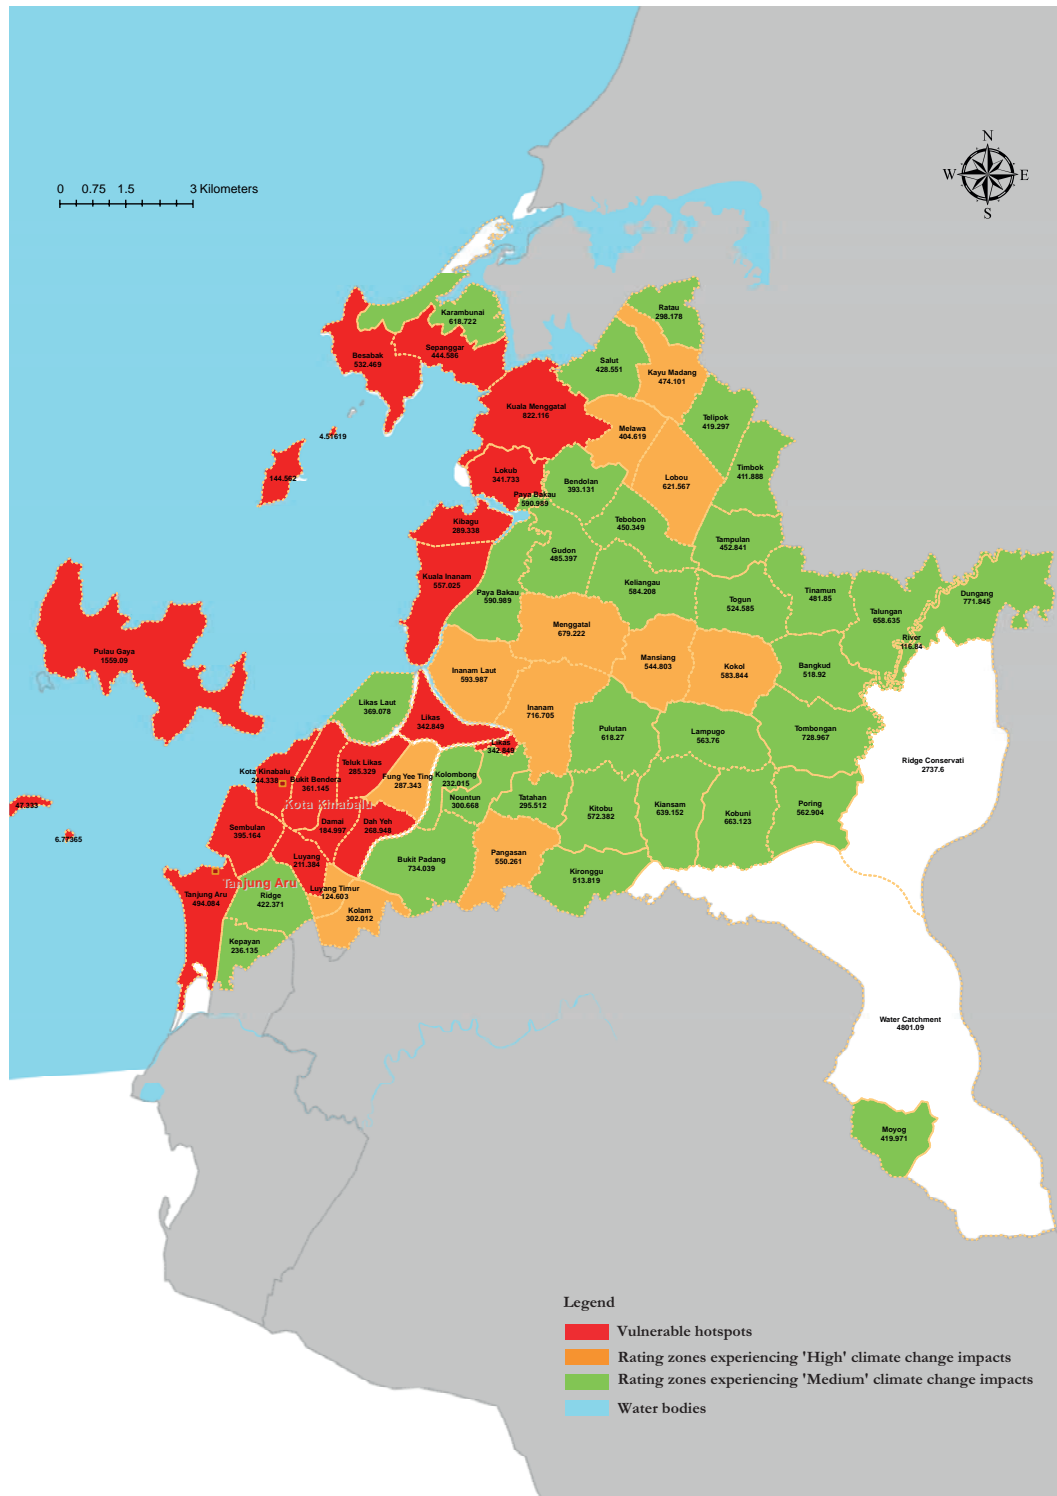 N
W
E
S
0 0.75 1.5 3 Kilometers
Ratau
298.178
Karambunai
618.722
Sepanggar
444.586
Besabak
532.469
Salut
428.551
Kayu Madang
474.101
Kuala Menggatal
822.116
Telipok
419.297
Melawa
404.619
4.51619
144.562
Lokub
341.733
Timbok
411.888
Lobou
621.567
Bendolan
393.131
Paya Bakau
590.989
Kibagu
289.338
Tebobon
450.349
Tampulan
452.841
Gudon
485.397
Kuala Inanam
557.025
Keliangau
584.208
Paya Bakau
590.989
Togun
524.585
Tinamun
481.85
Dungang
771.845
Talungan
658.635
Menggatal
679.222
River
116.84
Pulau Gaya
1559.09
Mansiang
544.803
Kokol
583.844
Bangkud
518.92
Inanam Laut
593.987
Likas Laut
369.078
Inanam
716.705
Likas
342.849
Pulutan
618.27
Lampugo
563.76
Tombongan
728.967
Likas
342.849
Ridge Conservati
2737.6
Teluk Likas
285.329
Kota Kinabalu
244.338
Bukit Bendera
361.145
Fung Yee Ting
287.343
Kolombong
232.015
Kota Kinabalu
47.333
Nountun
300.668
Tatahan
295.512
Kitobu
572.382
Kiansam
639.152
Kobuni
663.123
Poring
562.904
Damai
184.997
Dah Yeh
268.948
Sembulan
395.164
6.71365
Luyang
211.384
Bukit Padang
734.039
Pangasan
550.261
Kironggu
513.819
Tanjung Aru
Luyang Timur
124.603
Tanjung Aru
494.084
Ridge
422.371
Kolam
302.012
Kepayan
236.135
Water Catchment
4801.09
Moyog
419.971
Legend
Vulnerable hotspots
Rating zones experiencing 'High' climate change impacts
Rating zones experiencing 'Medium' climate change impacts
Water bodies